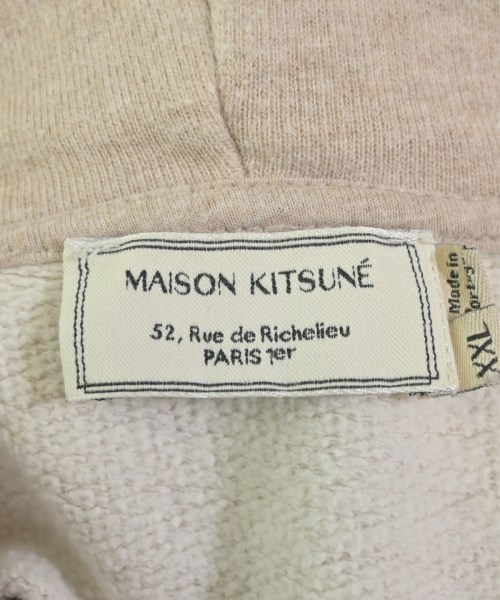 MAISON KITSUNÉ
52, Rue de Richelieu
PARIS 1er
Made in
XXL